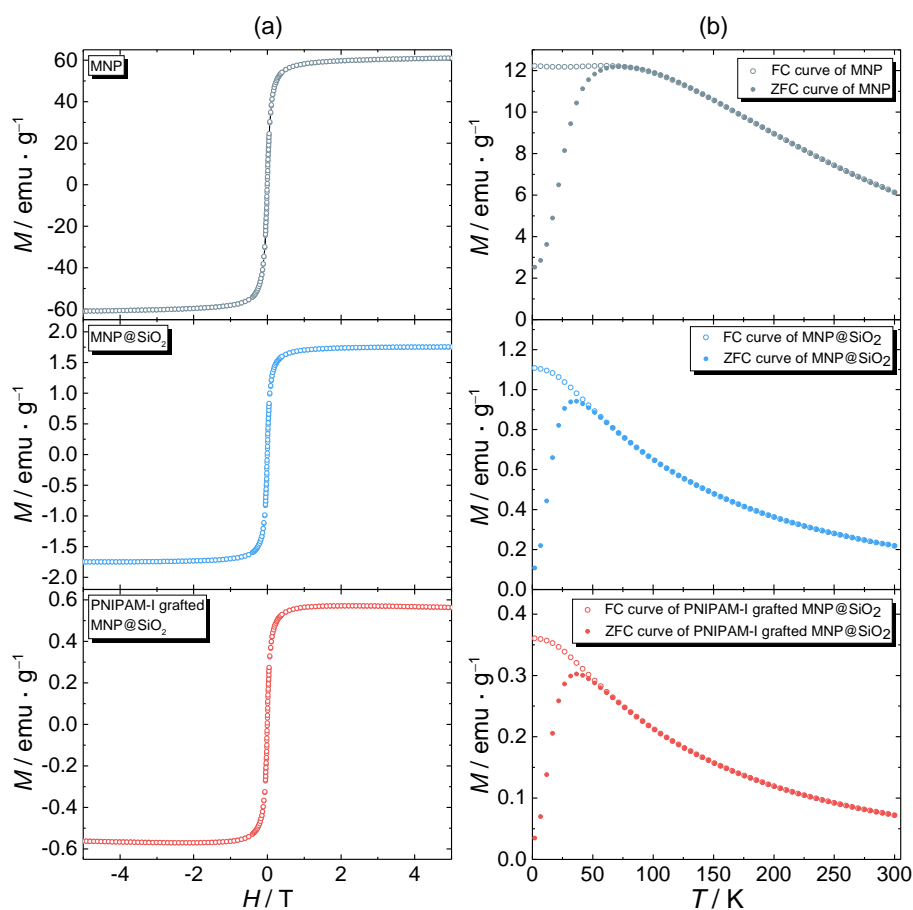 (a)
(b)
MNP
60
40
20
0
-20
-40
-60
M / emu · g⁻¹
MNP@SiO₂
2.0
1.5
1.0
0.5
0.0
-0.5
-1.0
-1.5
-2.0
M / emu · g⁻¹
PNIPAM-I grafted
MNP@SiO₂
0.6
0.4
0.2
0.0
-0.2
-0.4
-0.6
M / emu · g⁻¹
-4 -2 0 2 4
H / T
FC curve of MNP
ZFC curve of MNP
14
12
10
8
6
4
2
0
M / emu · g⁻¹
FC curve of MNP@SiO₂
ZFC curve of MNP@SiO₂
1.2
1.0
0.8
0.6
0.4
0.2
0.0
M / emu · g⁻¹
FC curve of PNIPAM-I grafted MNP@SiO₂
ZFC curve of PNIPAM-I grafted MNP@SiO₂
0.4
0.3
0.2
0.1
0.0
M / emu · g⁻¹
0 50 100 150 200 250 300
T / K